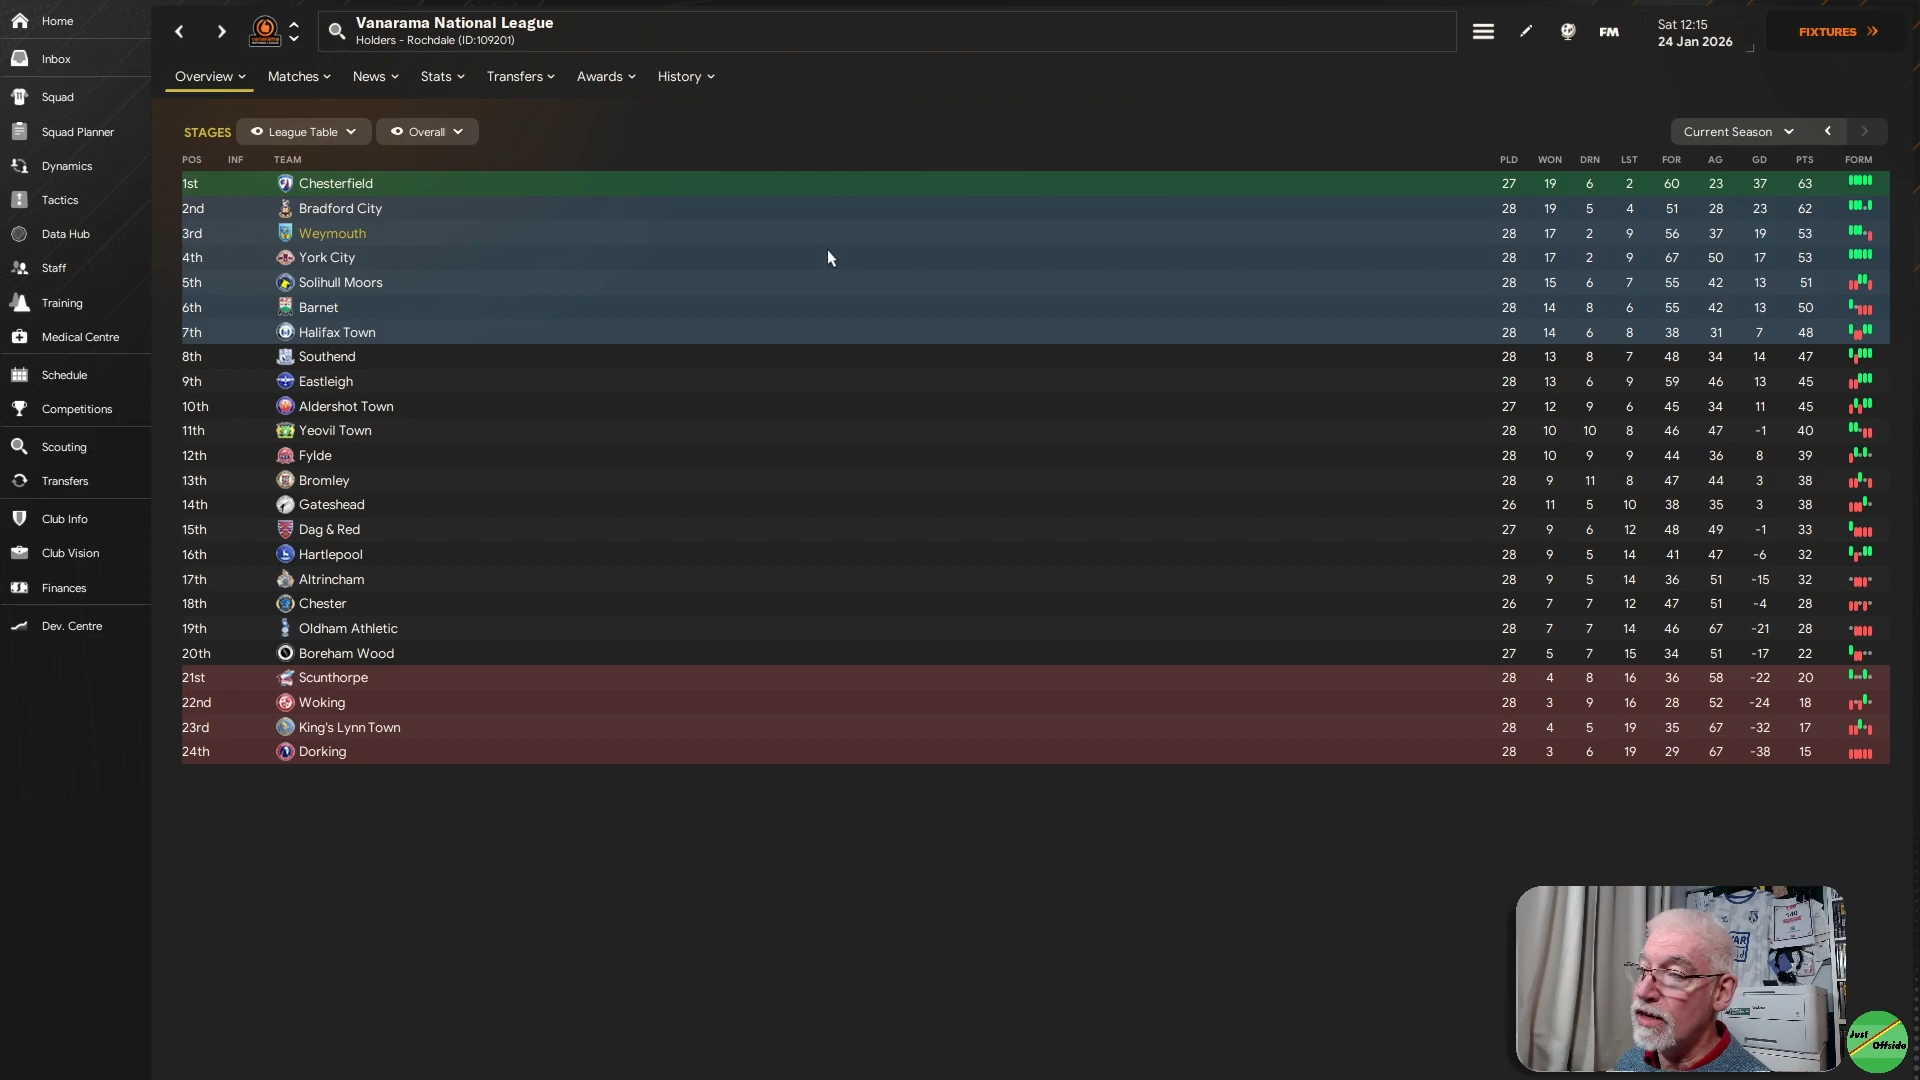 Home
Inbox
Squad
Squad Planner
Dynamics
Tactics
Data Hub
Staff
Training
Medical Centre
Schedule
Competitions
Scouting
Transfers
Club Info
Club Vision
Finances
Dev. Centre
Vanarama National League
Holders - Rochdale (ID:109201)
FM
Sat 12:15
24 Jan 2026
FIXTURES
Overview Matches News Stats Transfers Awards History
STAGES League Table Overall Current Season
POS INF TEAM PLD WON DRN LST FOR AG GD PTS FORM
1st Chesterfield 27 19 6 2 60 23 37 63
2nd Bradford City 28 19 5 4 51 28 23 62
3rd Weymouth 28 17 2 9 56 37 19 53
4th York City 28 17 2 9 67 50 17 53
5th Solihull Moors 28 15 6 7 55 42 13 51
6th Barnet 28 14 8 6 55 42 13 50
7th Halifax Town 28 14 6 8 38 31 7 48
8th Southend 28 13 8 7 48 34 14 47
9th Eastleigh 28 13 6 9 59 46 13 45
10th Aldershot Town 27 12 9 6 45 34 11 45
11th Yeovil Town 28 10 10 8 46 47 -1 40
12th Fylde 28 10 9 9 44 36 8 39
13th Bromley 28 9 11 8 47 44 3 38
14th Gateshead 26 11 5 10 38 35 3 38
15th Dag & Red 27 9 6 12 48 49 -1 33
16th Hartlepool 28 9 5 14 41 47 -6 32
17th Altrincham 28 9 5 14 36 51 -15 32
18th Chester 26 7 7 12 47 51 -4 28
19th Oldham Athletic 28 7 7 14 46 67 -21 28
20th Boreham Wood 27 5 7 15 34 51 -17 22
21st Scunthorpe 28 4 8 16 36 58 -22 20
22nd Woking 28 3 9 16 28 52 -24 18
23rd King's Lynn Town 28 4 5 19 35 67 -32 17
24th Dorking 28 3 6 19 29 67 -38 15
Just
Offside